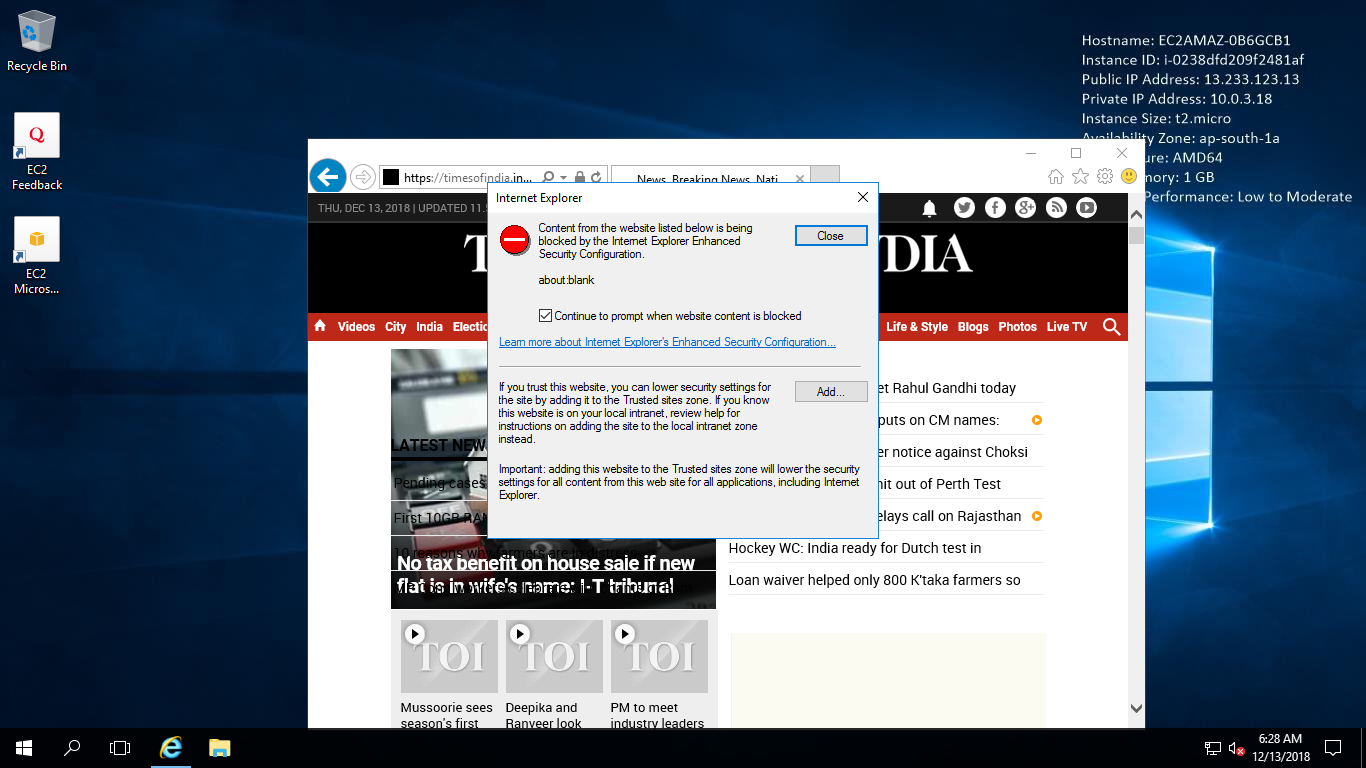 Recycle Bin
EC2
Feedback
EC2
Micros...
Hostname: EC2AMAZ-0B6GCB1
Instance ID: i-0238dfd209f2481af
Public IP Address: 13.233.123.13
Private IP Address: 10.0.3.18
Instance Size: t2.micro
Availability Zone: ap-south-1a
ure: AMD64
mory: 1 GB
Performance: Low to Moderate
https://timesofindia.in...
News, Breaking News, Nati
THU, DEC 13, 2018 | UPDATED 11.5
T
DIA
Videos City India Electio
Life & Style Blogs Photos Live TV
Internet Explorer
Content from the website listed below is being
blocked by the Internet Explorer Enhanced
Security Configuration.
Close
about:blank
Continue to prompt when website content is blocked
Learn more about Internet Explorer's Enhanced Security Configuration...
If you trust this website, you can lower security settings for
the site by adding it to the Trusted sites zone. If you know
this website is on your local intranet, review help for
instructions on adding the site to the local intranet zone
instead.
Add...
Important: adding this website to the Trusted sites zone will lower the security
settings for all content from this web site for all applications, including Internet
Explorer.
LATEST NEW
Pending cases
First 10GB RAM
10 reasons why farmers are in distress
No tax benefit on house sale if new
flat is in wife's name: I-T tribunal
et Rahul Gandhi today
puts on CM names:
er notice against Choksi
hit out of Perth Test
elays call on Rajasthan
Hockey WC: India ready for Dutch test in
Loan waiver helped only 800 K'taka farmers so
TOI
TOI
TOI
Mussoorie sees
season's first
Deepika and
Ranveer look
PM to meet
industry leaders
6:28 AM
12/13/2018